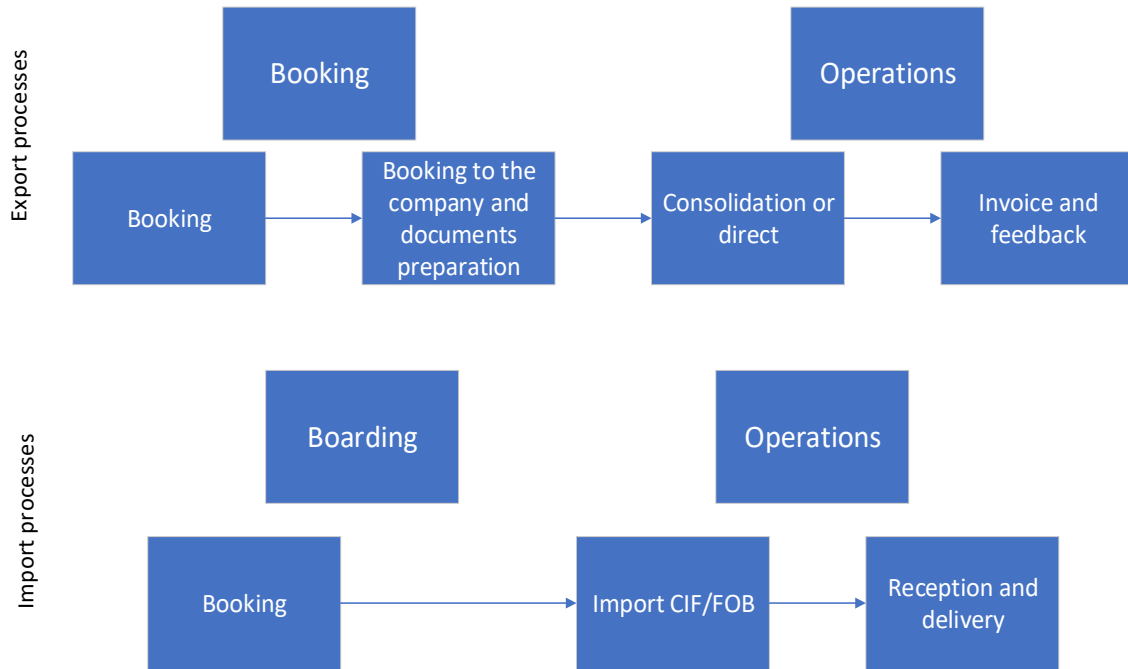 Export processes
Booking
Operations
Booking
Booking to the
company and
documents
preparation
Consolidation or
direct
Invoice and
feedback
Import processes
Boarding
Operations
Booking
Import CIF/FOB
Reception and
delivery